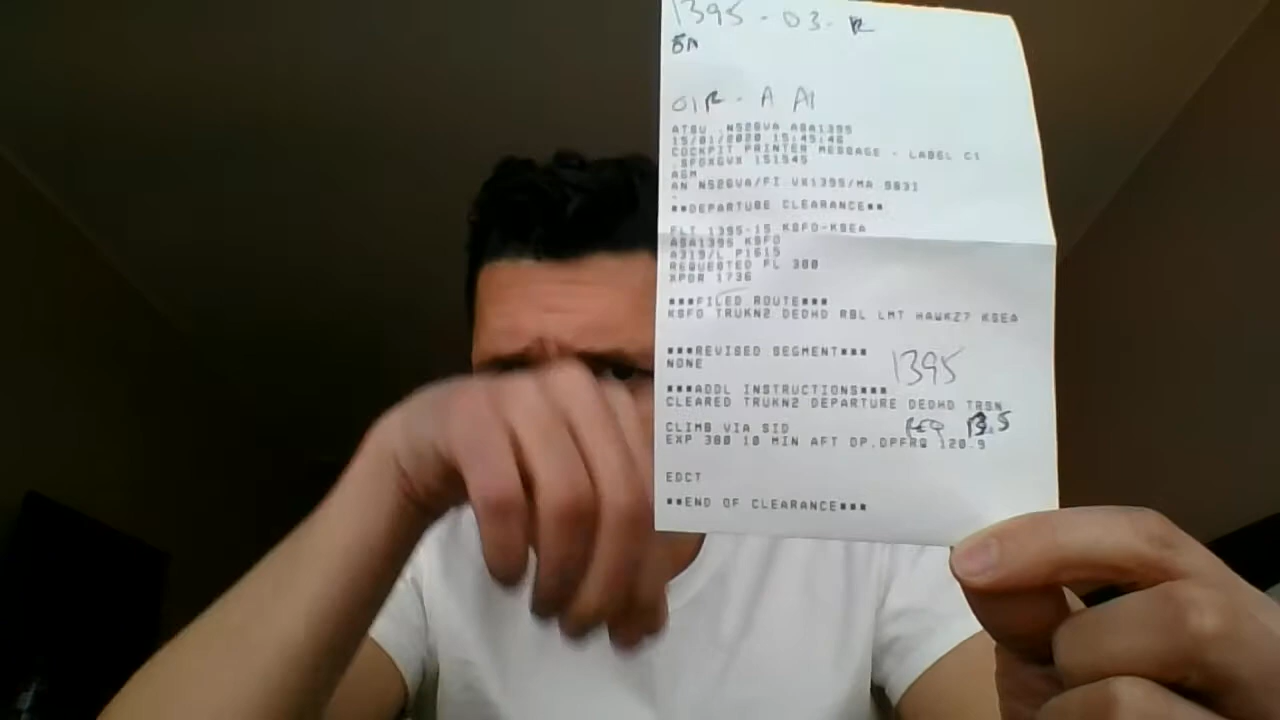 1395 - 03 - R
01R - A A1
ATSU .N526VA ASA1395
15/01/2020 15:45:46
COCKPIT PRINTER MESSAGE - LABEL C1
.SFOXGVX 151545
AGM
AN N526VA/FI VX1395/MA 583I
-
**DEPARTURE CLEARANCE**
FLT 1395-15 KSFO-KSEA
ASA1395 KSFO
A319/L P1615
REQUESTED FL 380
XPDR 1736
***FILED ROUTE***
KSFO TRUKN2 DEDHD RBL LMT HAWKZ7 KSEA
***REVISED SEGMENT***
NONE
1395
***ADDL INSTRUCTIONS***
CLEARED TRUKN2 DEPARTURE DEDHD TRSN
CLIMB VIA SID
REQ
EXP 380 10 MIN AFT DP,DPFRQ 120.9
EDCT
**END OF CLEARANCE***